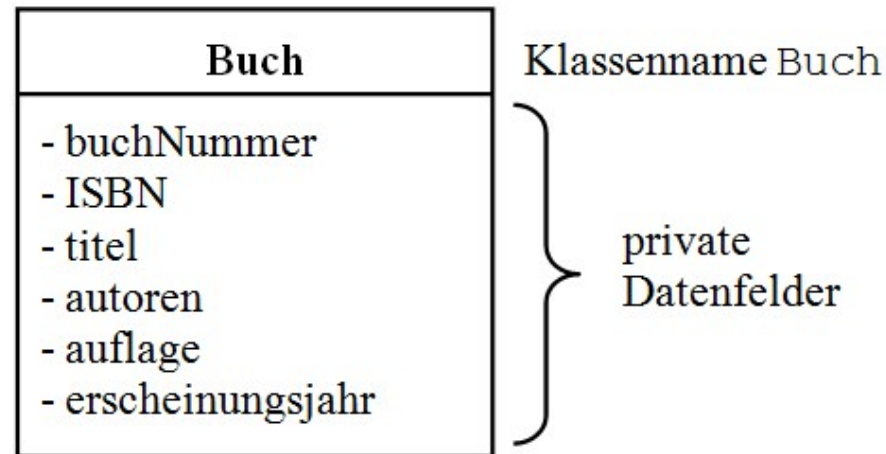 Buch
Klassenname Buch
- buchNummer
- ISBN
- titel
- autoren
- auflage
- erscheinungsjahr
private
Datenfelder